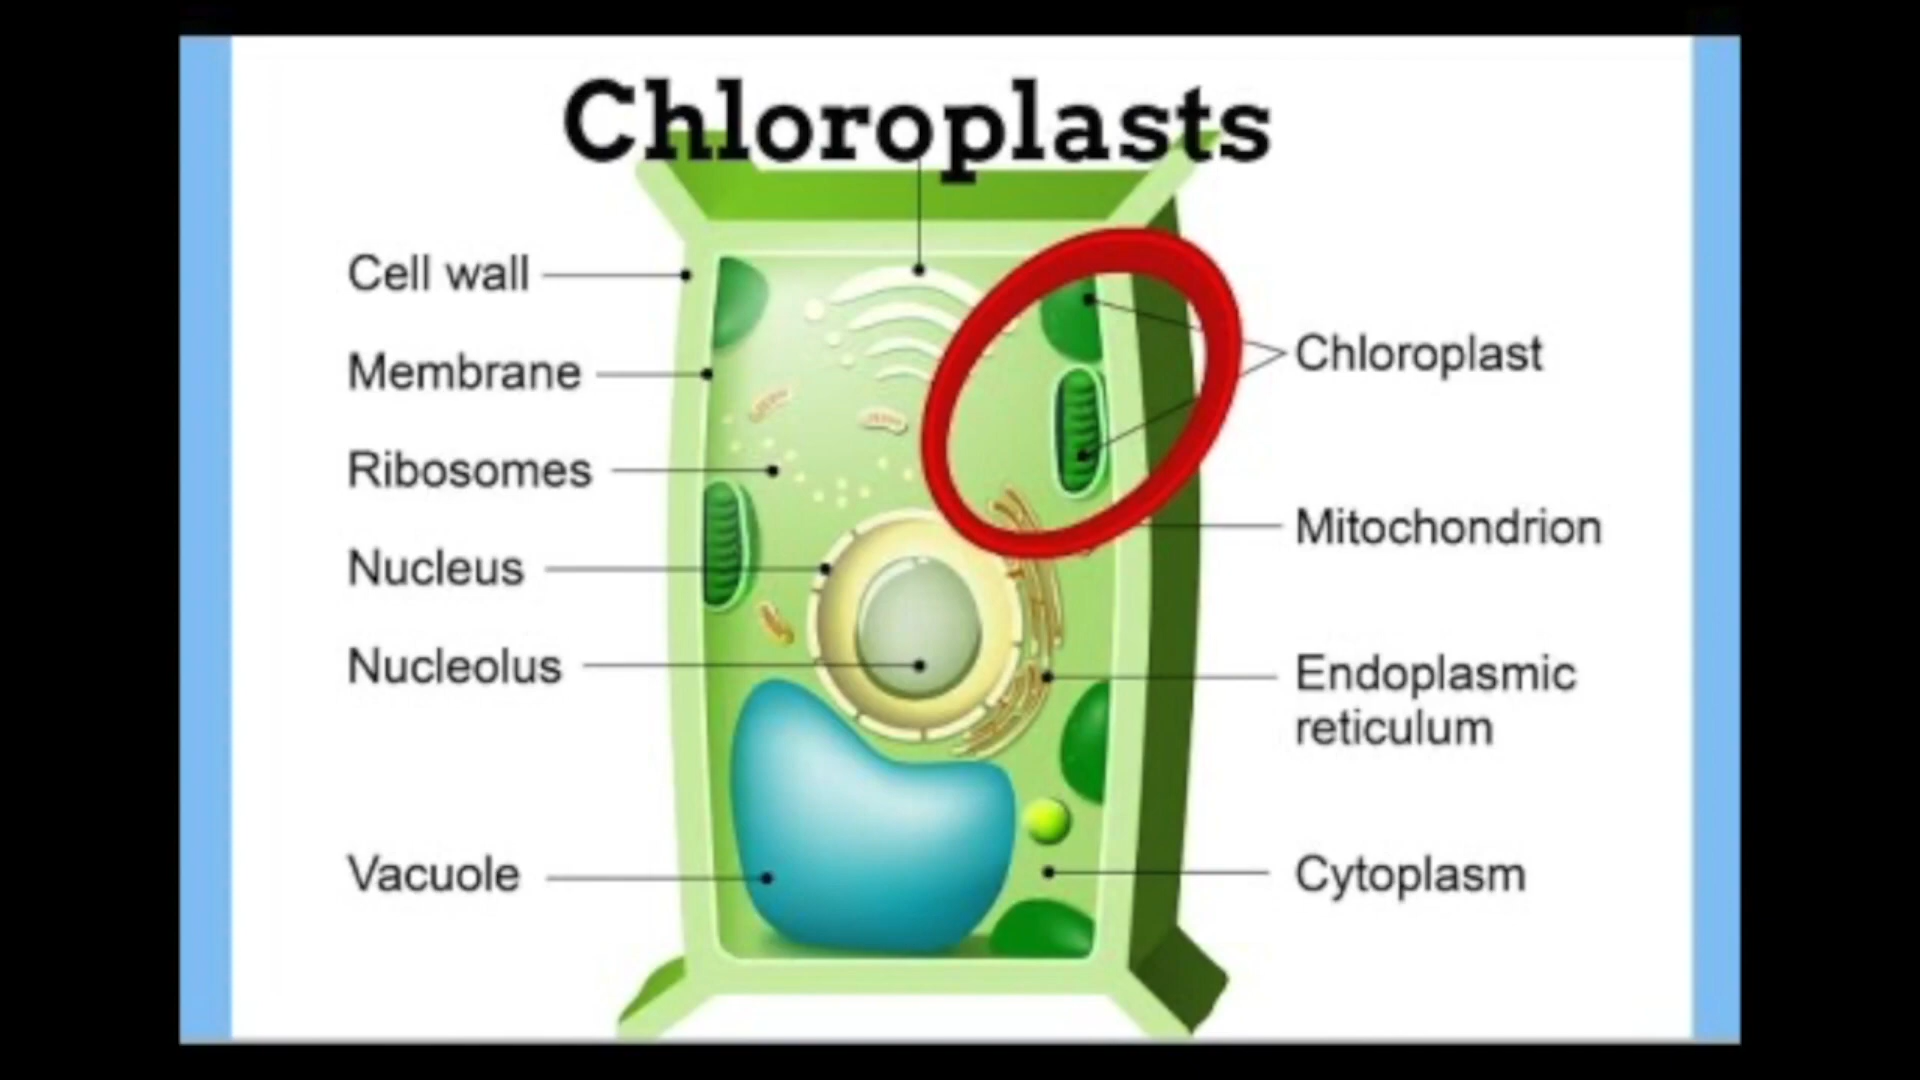 Chloroplasts
Cell wall
Membrane
Ribosomes
Nucleus
Nucleolus
Vacuole
Chloroplast
Mitochondrion
Endoplasmic
reticulum
Cytoplasm